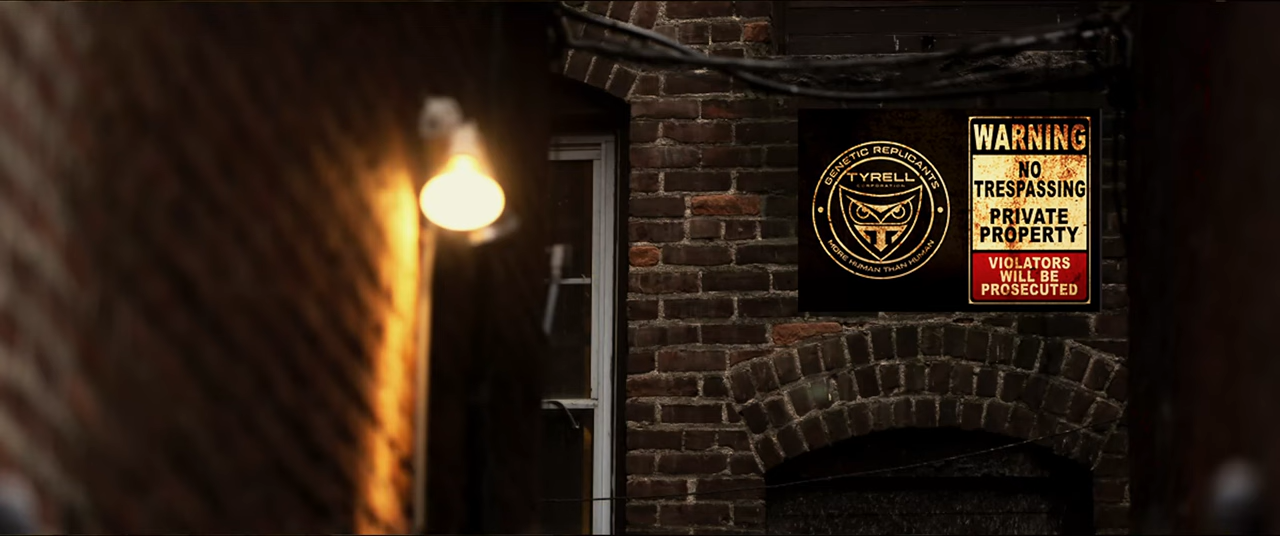 GENETIC REPLICANTS
TYRELL
CORPORATION
MORE HUMAN THAN HUMAN
WARNING
NO
TRESPASSING
PRIVATE
PROPERTY
VIOLATORS
WILL BE
PROSECUTED